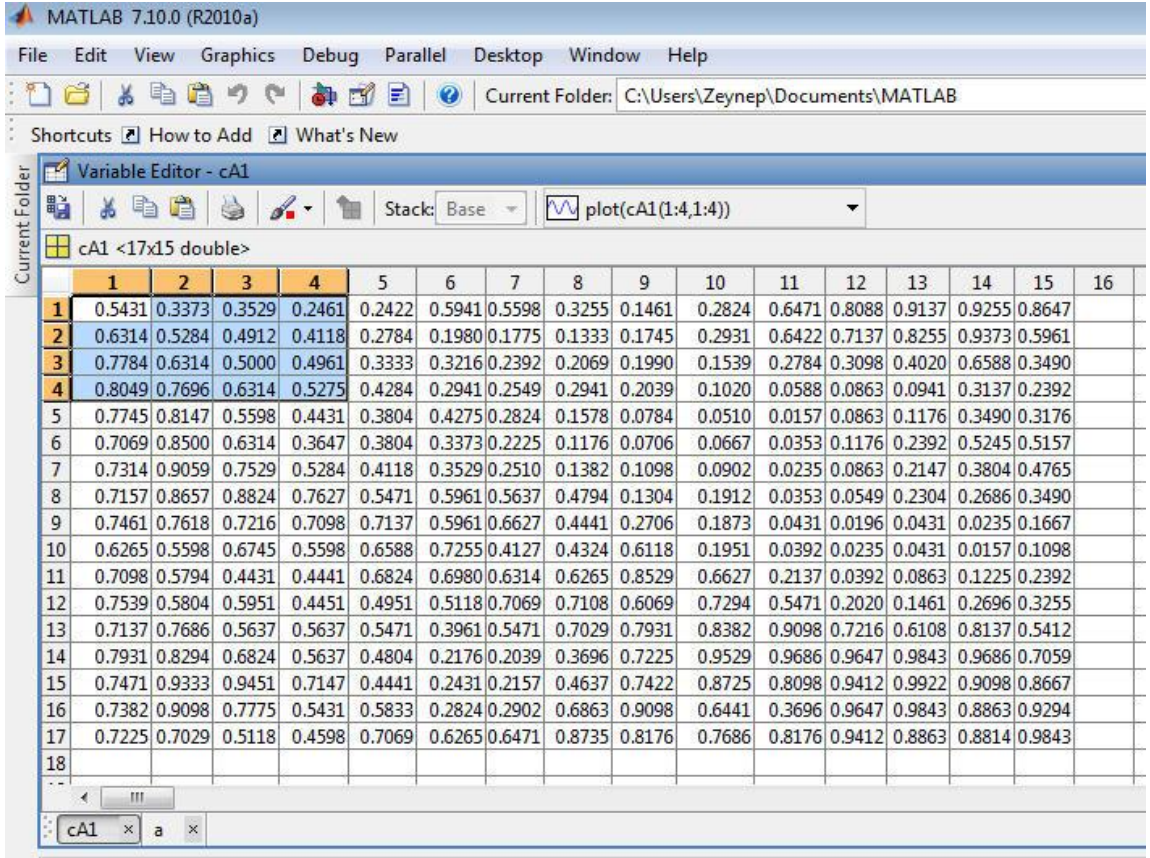 MATLAB 7.10.0 (R2010a)
File Edit View Graphics Debug Parallel Desktop Window Help
Current Folder: C:\Users\Zeynep\Documents\MATLAB
Shortcuts How to Add What's New
Current Folder
Variable Editor - cA1
Stack: Base plot(cA1(1:4,1:4))
cA1 <17x15 double>
1 2 3 4 5 6 7 8 9 10 11 12 13 14 15 16
1 0.5431 0.3373 0.3529 0.2461 0.2422 0.5941 0.5598 0.3255 0.1461 0.2824 0.6471 0.8088 0.9137 0.9255 0.8647
2 0.6314 0.5284 0.4912 0.4118 0.2784 0.1980 0.1775 0.1333 0.1745 0.2931 0.6422 0.7137 0.8255 0.9373 0.5961
3 0.7784 0.6314 0.5000 0.4961 0.3333 0.3216 0.2392 0.2069 0.1990 0.1539 0.2784 0.3098 0.4020 0.6588 0.3490
4 0.8049 0.7696 0.6314 0.5275 0.4284 0.2941 0.2549 0.2941 0.2039 0.1020 0.0588 0.0863 0.0941 0.3137 0.2392
5 0.7745 0.8147 0.5598 0.4431 0.3804 0.4275 0.2824 0.1578 0.0784 0.0510 0.0157 0.0863 0.1176 0.3490 0.3176
6 0.7069 0.8500 0.6314 0.3647 0.3804 0.3373 0.2225 0.1176 0.0706 0.0667 0.0353 0.1176 0.2392 0.5245 0.5157
7 0.7314 0.9059 0.7529 0.5284 0.4118 0.3529 0.2510 0.1382 0.1098 0.0902 0.0235 0.0863 0.2147 0.3804 0.4765
8 0.7157 0.8657 0.8824 0.7627 0.5471 0.5961 0.5637 0.4794 0.1304 0.1912 0.0353 0.0549 0.2304 0.2686 0.3490
9 0.7461 0.7618 0.7216 0.7098 0.7137 0.5961 0.6627 0.4441 0.2706 0.1873 0.0431 0.0196 0.0431 0.0235 0.1667
10 0.6265 0.5598 0.6745 0.5598 0.6588 0.7255 0.4127 0.4324 0.6118 0.1951 0.0392 0.0235 0.0431 0.0157 0.1098
11 0.7098 0.5794 0.4431 0.4441 0.6824 0.6980 0.6314 0.6265 0.8529 0.6627 0.2137 0.0392 0.0863 0.1225 0.2392
12 0.7539 0.5804 0.5951 0.4451 0.4951 0.5118 0.7069 0.7108 0.6069 0.7294 0.5471 0.2020 0.1461 0.2696 0.3255
13 0.7137 0.7686 0.5637 0.5637 0.5471 0.3961 0.5471 0.7029 0.7931 0.8382 0.9098 0.7216 0.6108 0.8137 0.5412
14 0.7931 0.8294 0.6824 0.5637 0.4804 0.2176 0.2039 0.3696 0.7225 0.9529 0.9686 0.9647 0.9843 0.9686 0.7059
15 0.7471 0.9333 0.9451 0.7147 0.4441 0.2431 0.2157 0.4637 0.7422 0.8725 0.8098 0.9412 0.9922 0.9098 0.8667
16 0.7382 0.9098 0.7775 0.5431 0.5833 0.2824 0.2902 0.6863 0.9098 0.6441 0.3696 0.9647 0.9843 0.8863 0.9294
17 0.7225 0.7029 0.5118 0.4598 0.7069 0.6265 0.6471 0.8735 0.8176 0.7686 0.8176 0.9412 0.8863 0.8814 0.9843
18
cA1 a